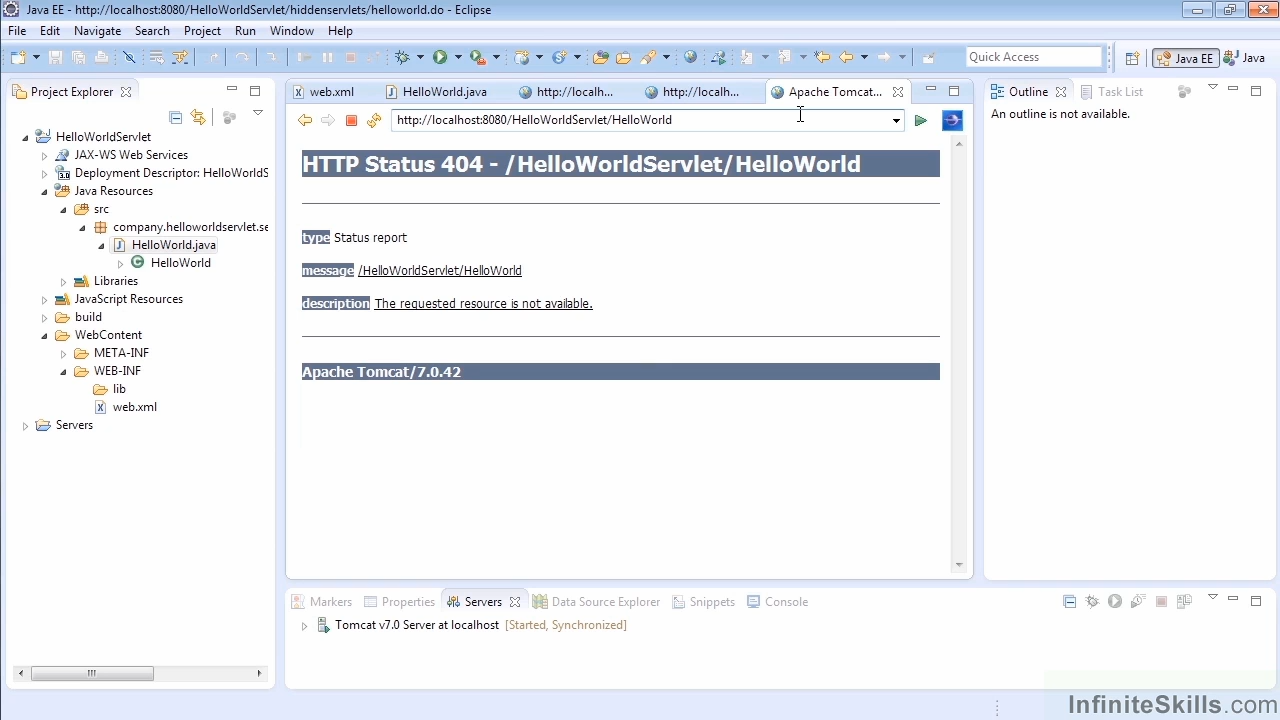 Java EE - http://localhost:8080/HelloWorldServlet/hiddenservlets/helloworld.do - Eclipse
File Edit Navigate Search Project Run Window Help
Quick Access
Java EE
Java
Project Explorer
web.xml
HelloWorld.java
http://localh...
http://localh...
Apache Tomcat...
Outline
Task List
http://localhost:8080/HelloWorldServlet/HelloWorld
An outline is not available.
HelloWorldServlet
JAX-WS Web Services
Deployment Descriptor: HelloWorldS
Java Resources
src
company.helloworldservlet.se
HelloWorld.java
HelloWorld
Libraries
JavaScript Resources
build
WebContent
META-INF
WEB-INF
lib
web.xml
Servers
HTTP Status 404 - /HelloWorldServlet/HelloWorld
type Status report
message /HelloWorldServlet/HelloWorld
description The requested resource is not available.
Apache Tomcat/7.0.42
Markers
Properties
Servers
Data Source Explorer
Snippets
Console
Tomcat v7.0 Server at localhost [Started, Synchronized]
InfiniteSkills.com